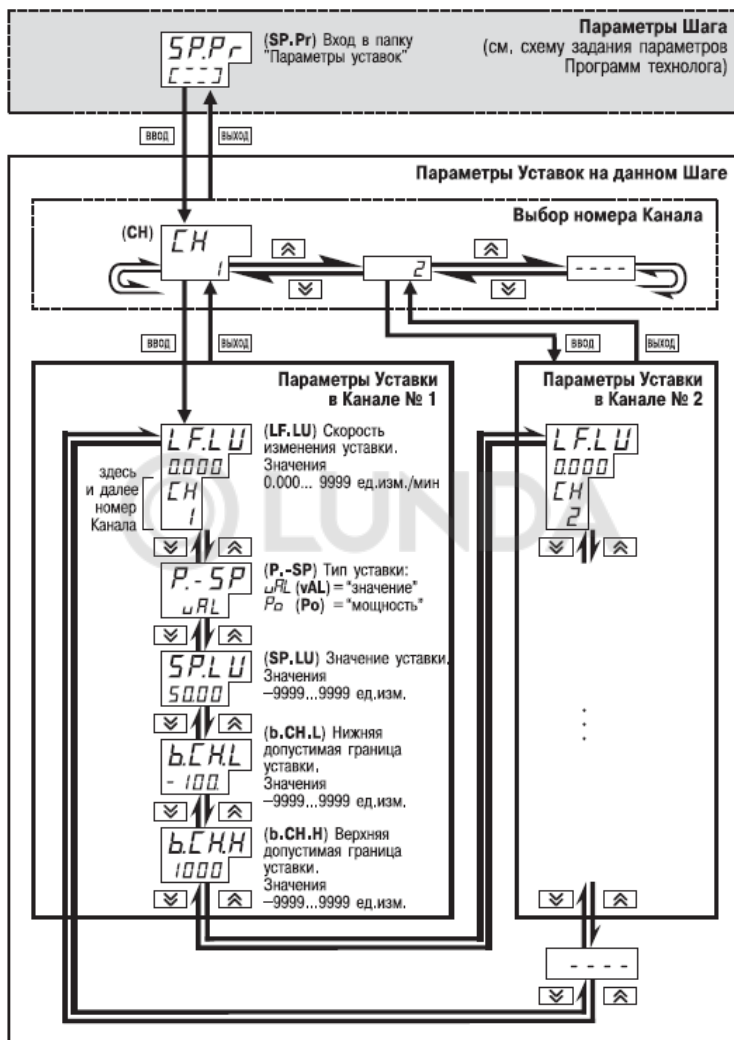 Параметры Шага
(см. схему задания параметров
Программ технолога)
SP.Pr
[---]
(SP.Pr) Вход в папку
"Параметры уставок"
ВВОД
ВЫХОД
Параметры Уставок на данном Шаге
Выбор номера Канала
(CH)
CH
1
2
- - - -
ВВОД
ВЫХОД
ВВОД
ВЫХОД
Параметры Уставки
в Канале № 1
LF.LU
0.000
CH
1
здесь
и далее
номер
Канала
(LF.LU) Скорость
изменения уставки.
Значения
0.000... 9999 ед.изм./мин
P.-SP
vAL
(P.-SP) Тип уставки:
vAL (vAL) = "значение"
Po (Po) = "мощность"
SP.LU
50.00
(SP.LU) Значение уставки.
Значения
–9999...9999 ед.изм.
b.CH.L
-100.
(b.CH.L) Нижняя
допустимая граница
уставки.
Значения
–9999...9999 ед.изм.
b.CH.H
1000
(b.CH.H) Верхняя
допустимая граница
уставки.
Значения
–9999...9999 ед.изм.
Параметры Уставки
в Канале № 2
LF.LU
0.000
CH
2
- - - -
LUNDA